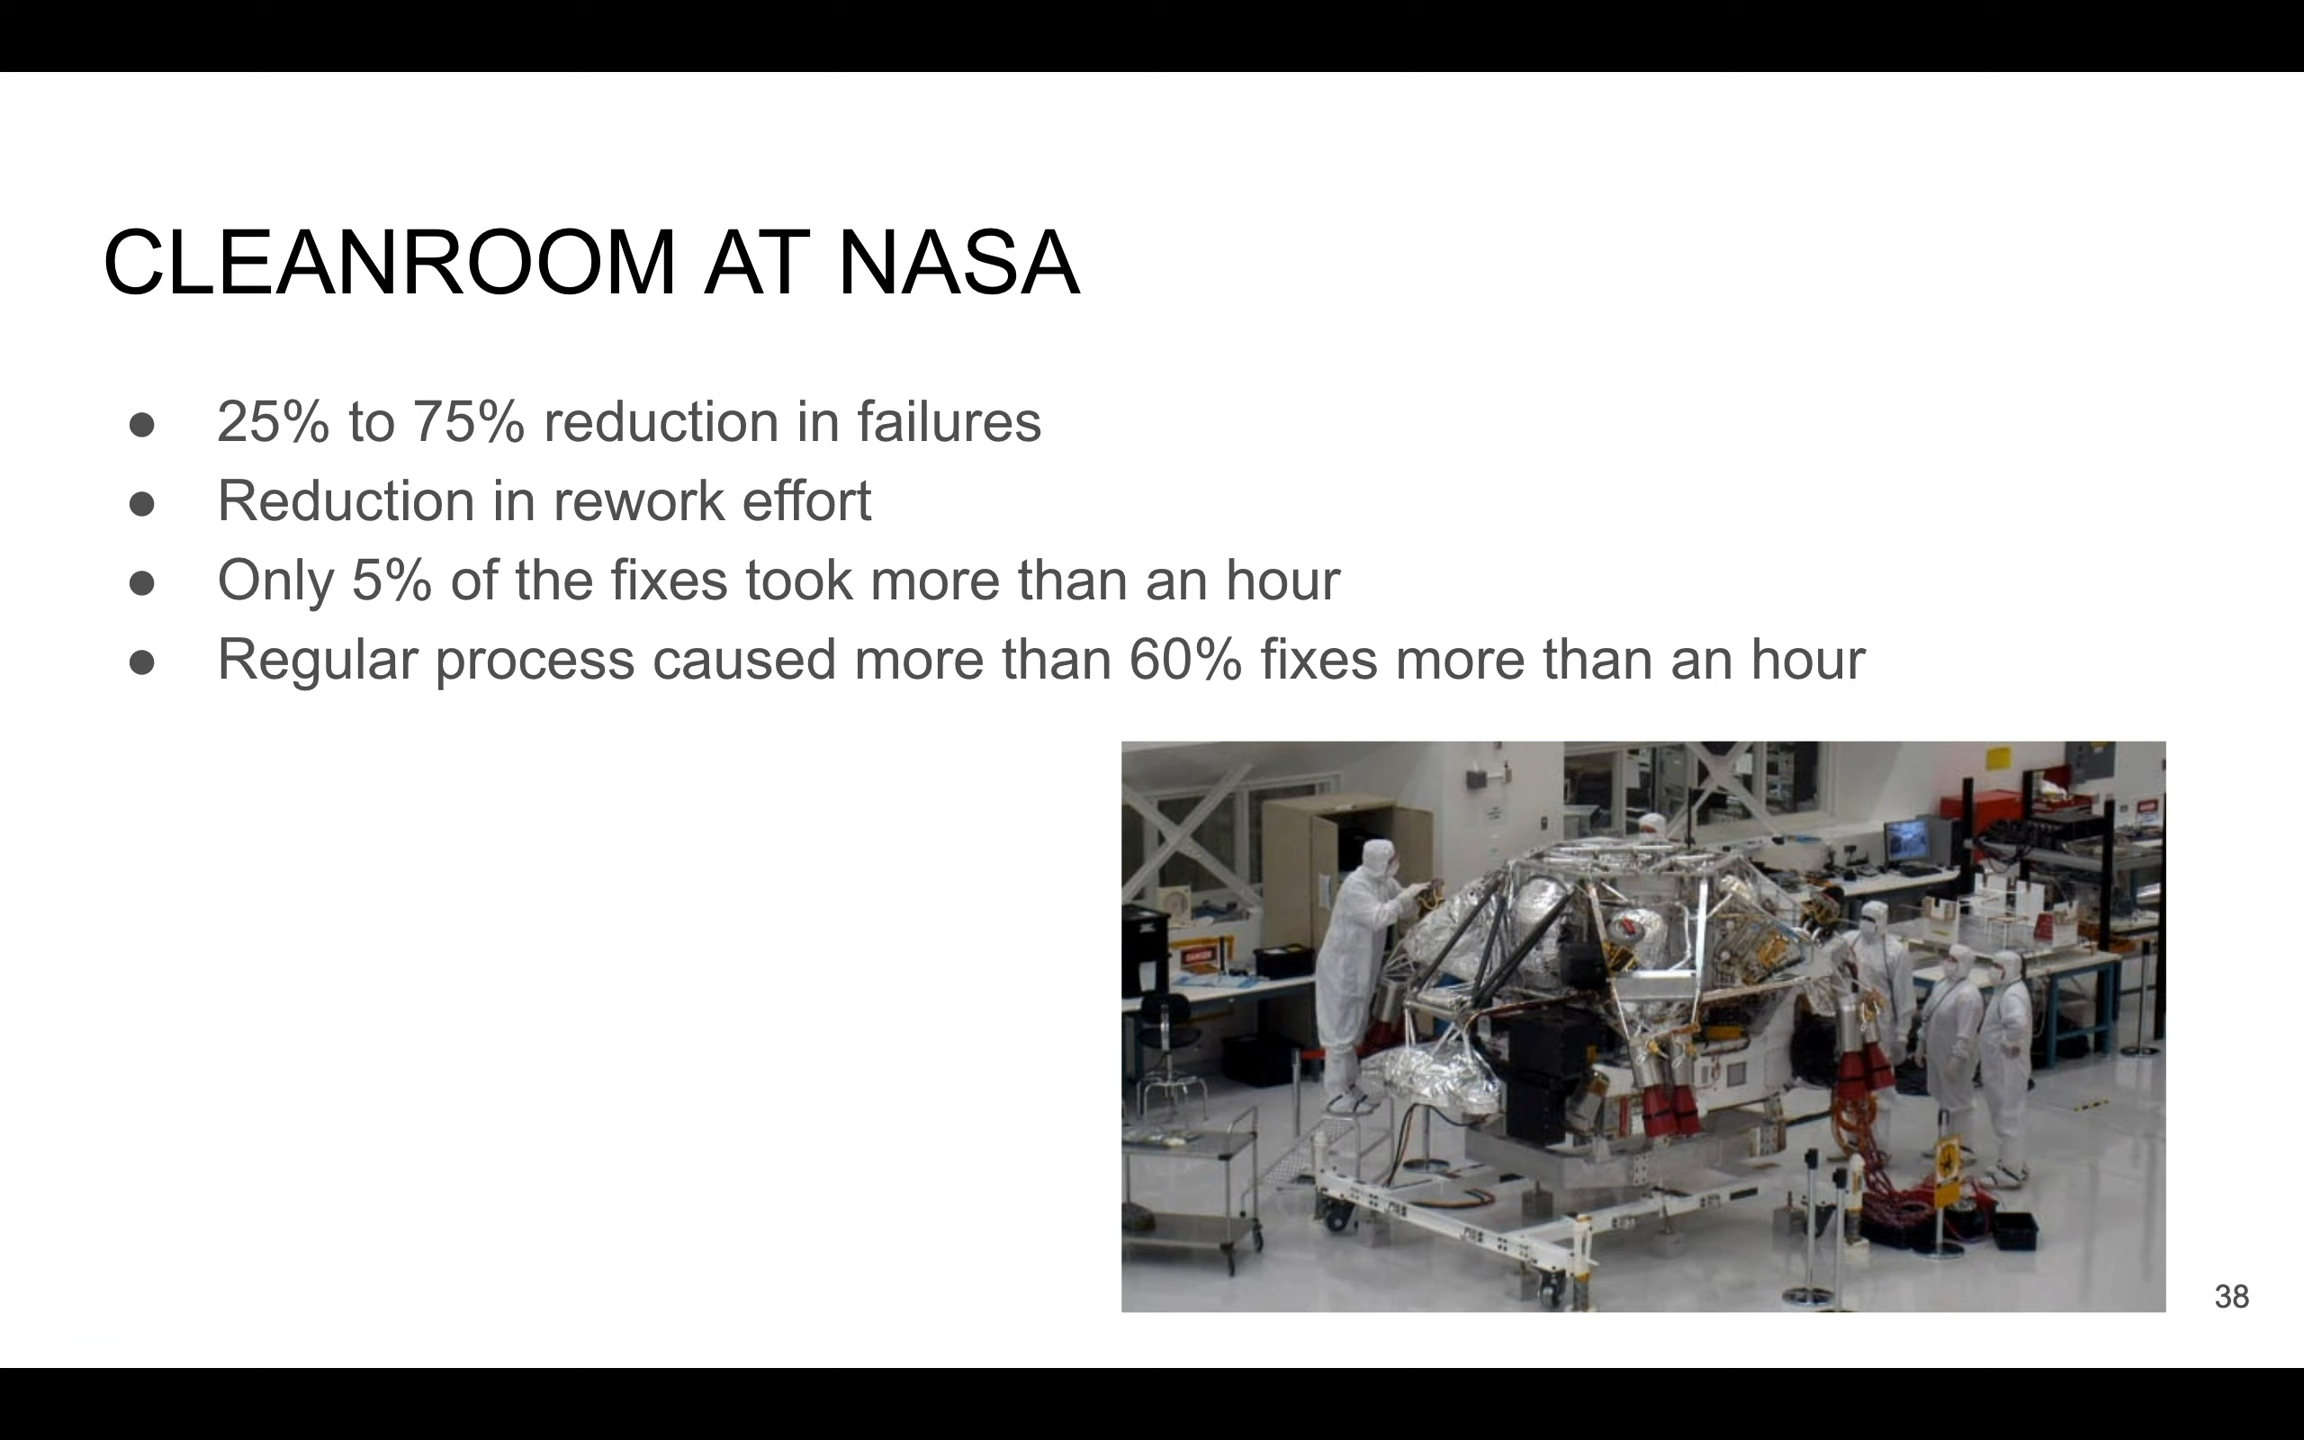 CLEANROOM AT NASA
● 25% to 75% reduction in failures
● Reduction in rework effort
● Only 5% of the fixes took more than an hour
● Regular process caused more than 60% fixes more than an hour
DANGER
38